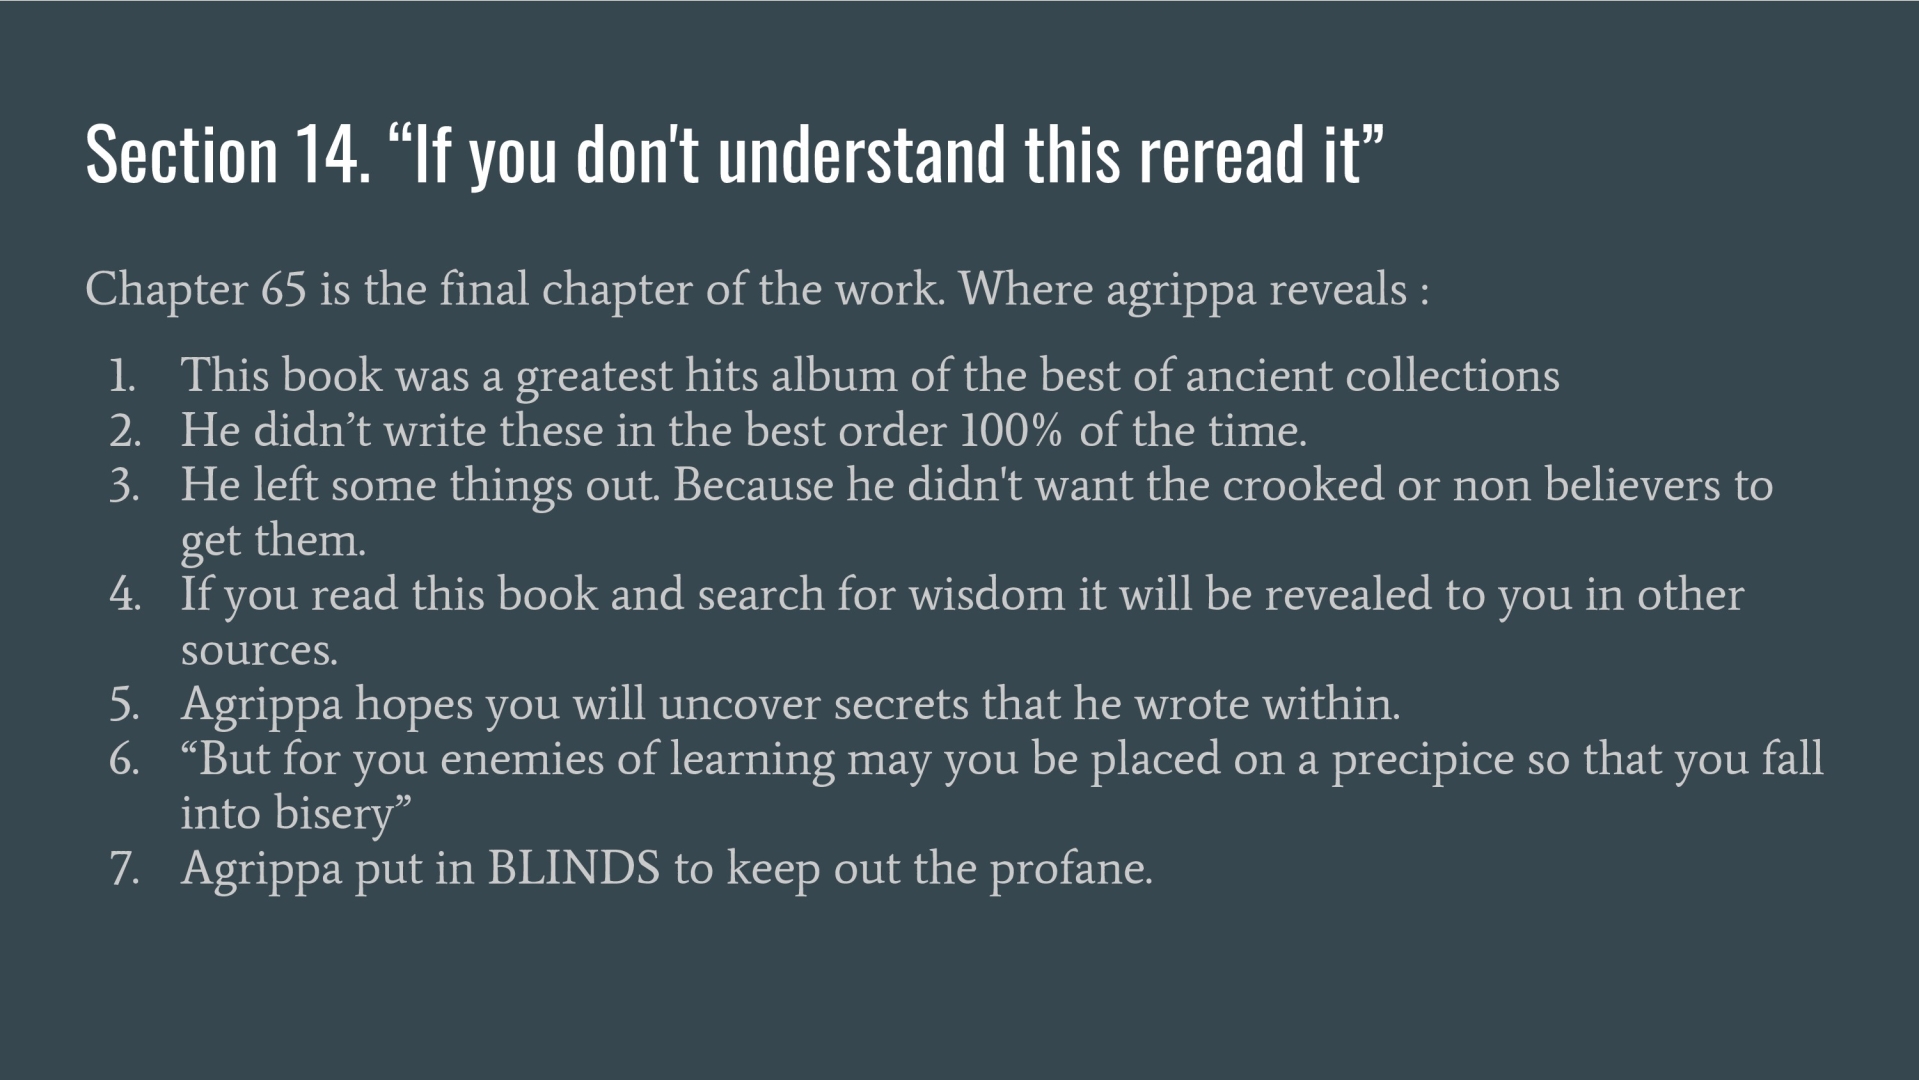 Section 14. “If you don't understand this reread it”
Chapter 65 is the final chapter of the work. Where agrippa reveals :
1. This book was a greatest hits album of the best of ancient collections
2. He didn’t write these in the best order 100% of the time.
3. He left some things out. Because he didn't want the crooked or non believers to
get them.
4. If you read this book and search for wisdom it will be revealed to you in other
sources.
5. Agrippa hopes you will uncover secrets that he wrote within.
6. “But for you enemies of learning may you be placed on a precipice so that you fall
into bisery”
7. Agrippa put in BLINDS to keep out the profane.